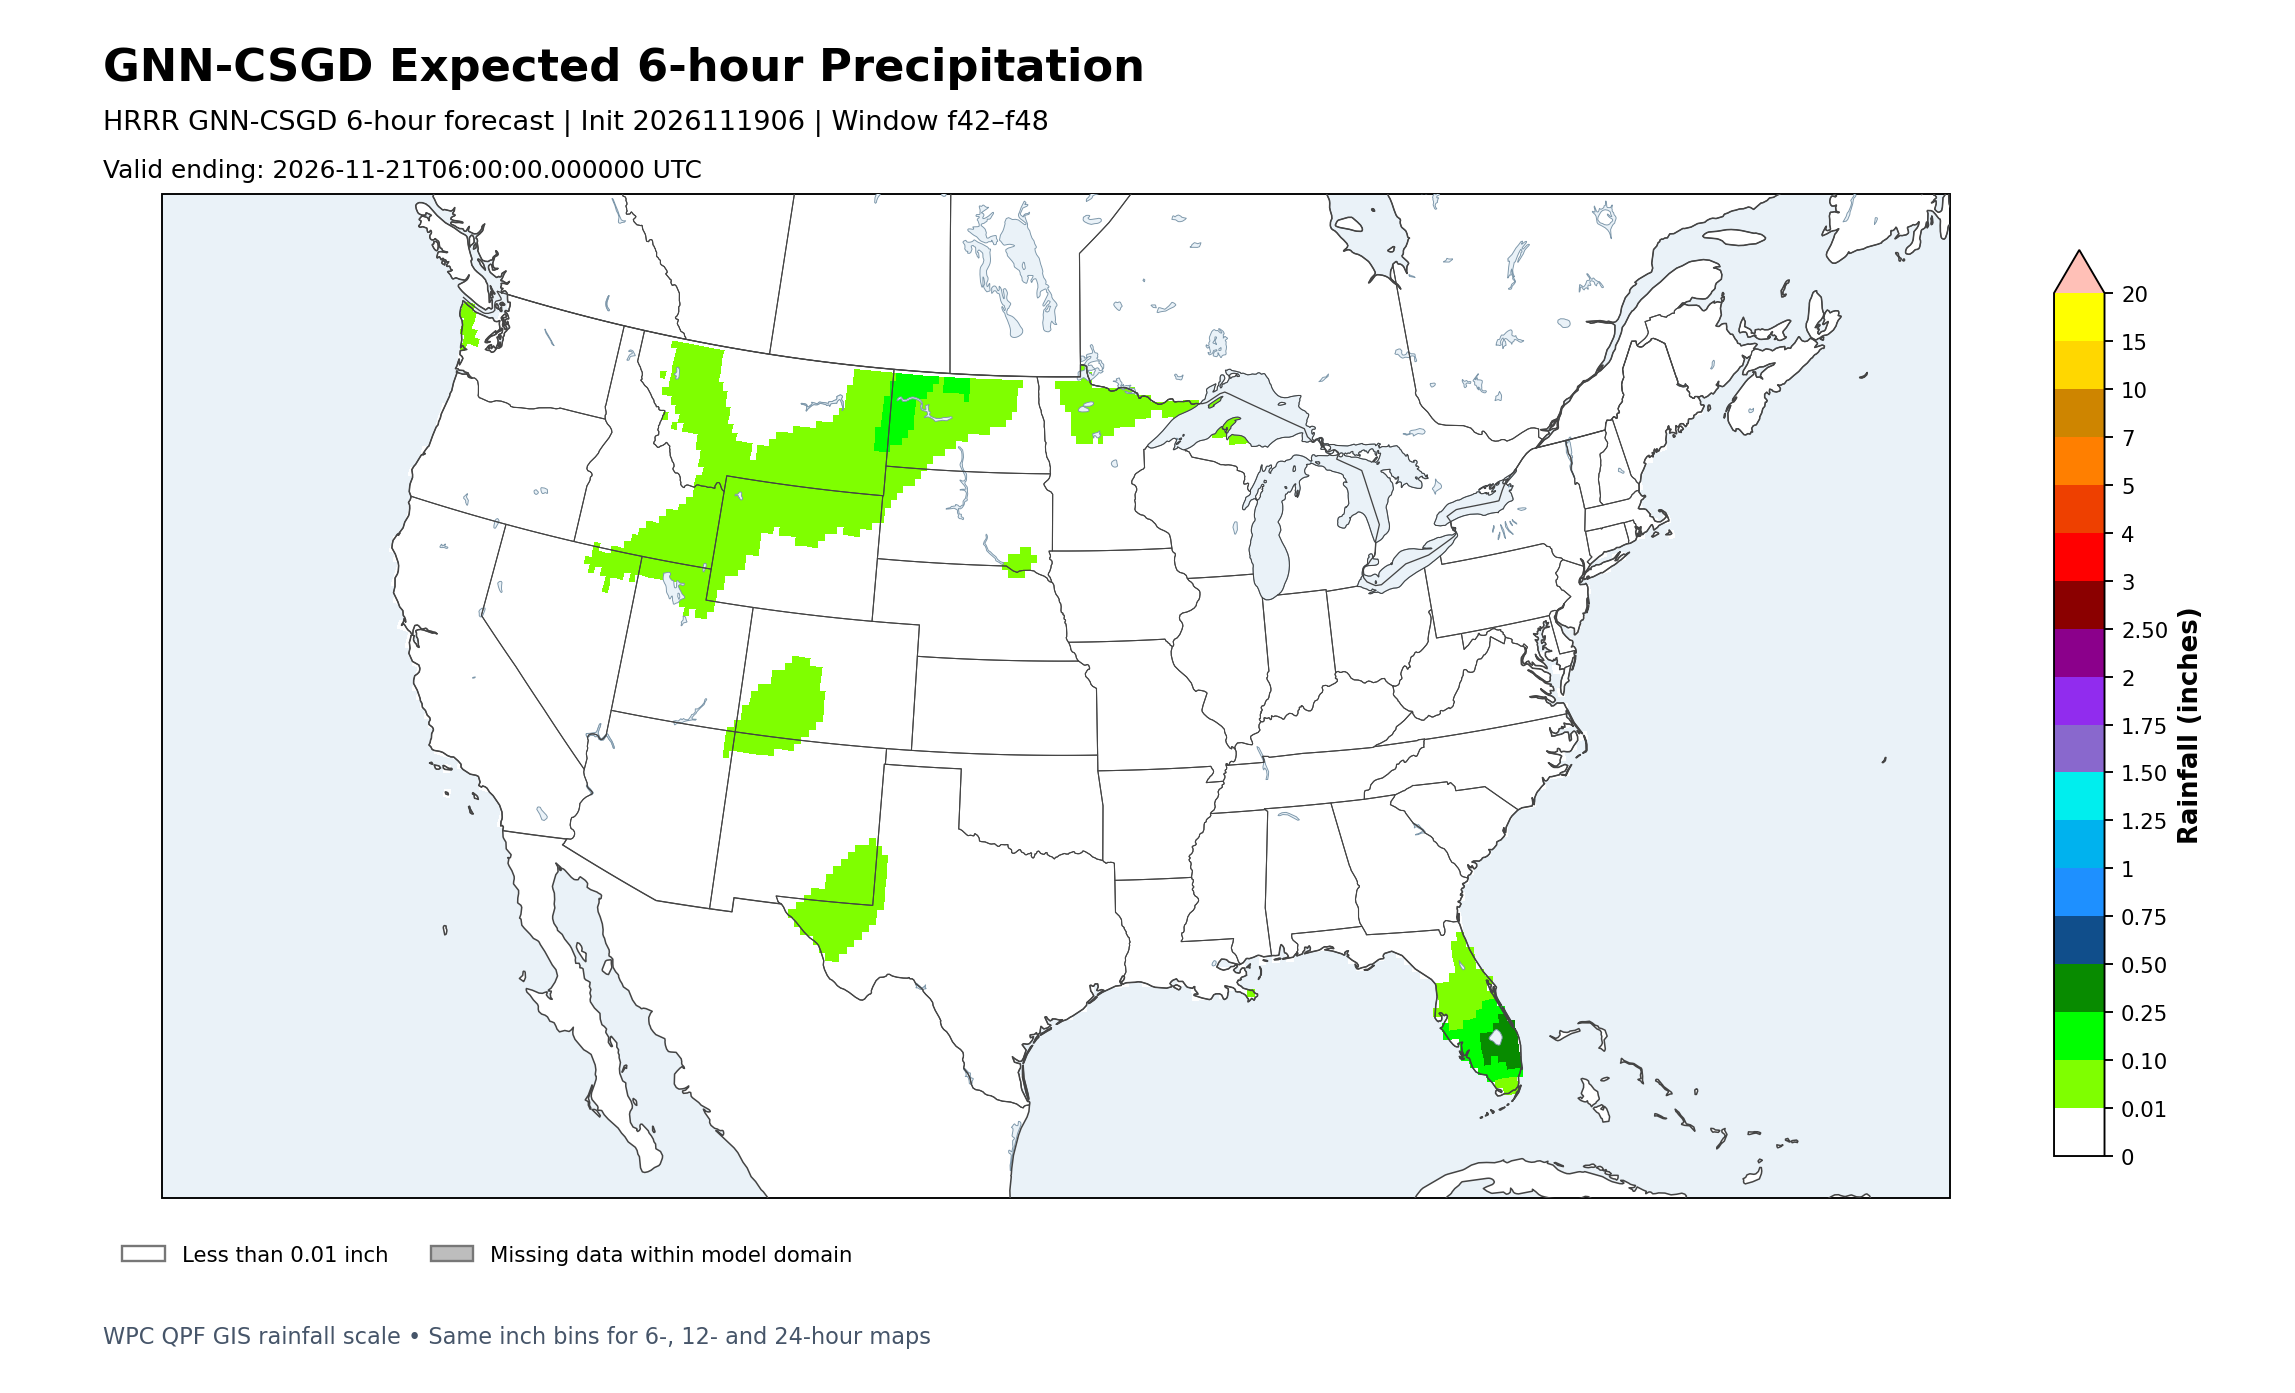 GNN-CSGD Expected 6-hour Precipitation
HRRR GNN-CSGD 6-hour forecast | Init 2026111906 | Window f42–f48
Valid ending: 2026-11-21T06:00:00.000000 UTC
20
15
10
7
5
4
3
2.50
2
1.75
1.50
1.25
1
0.75
0.50
0.25
0.10
0.01
0
Rainfall (inches)
Less than 0.01 inch
Missing data within model domain
WPC QPF GIS rainfall scale • Same inch bins for 6-, 12- and 24-hour maps